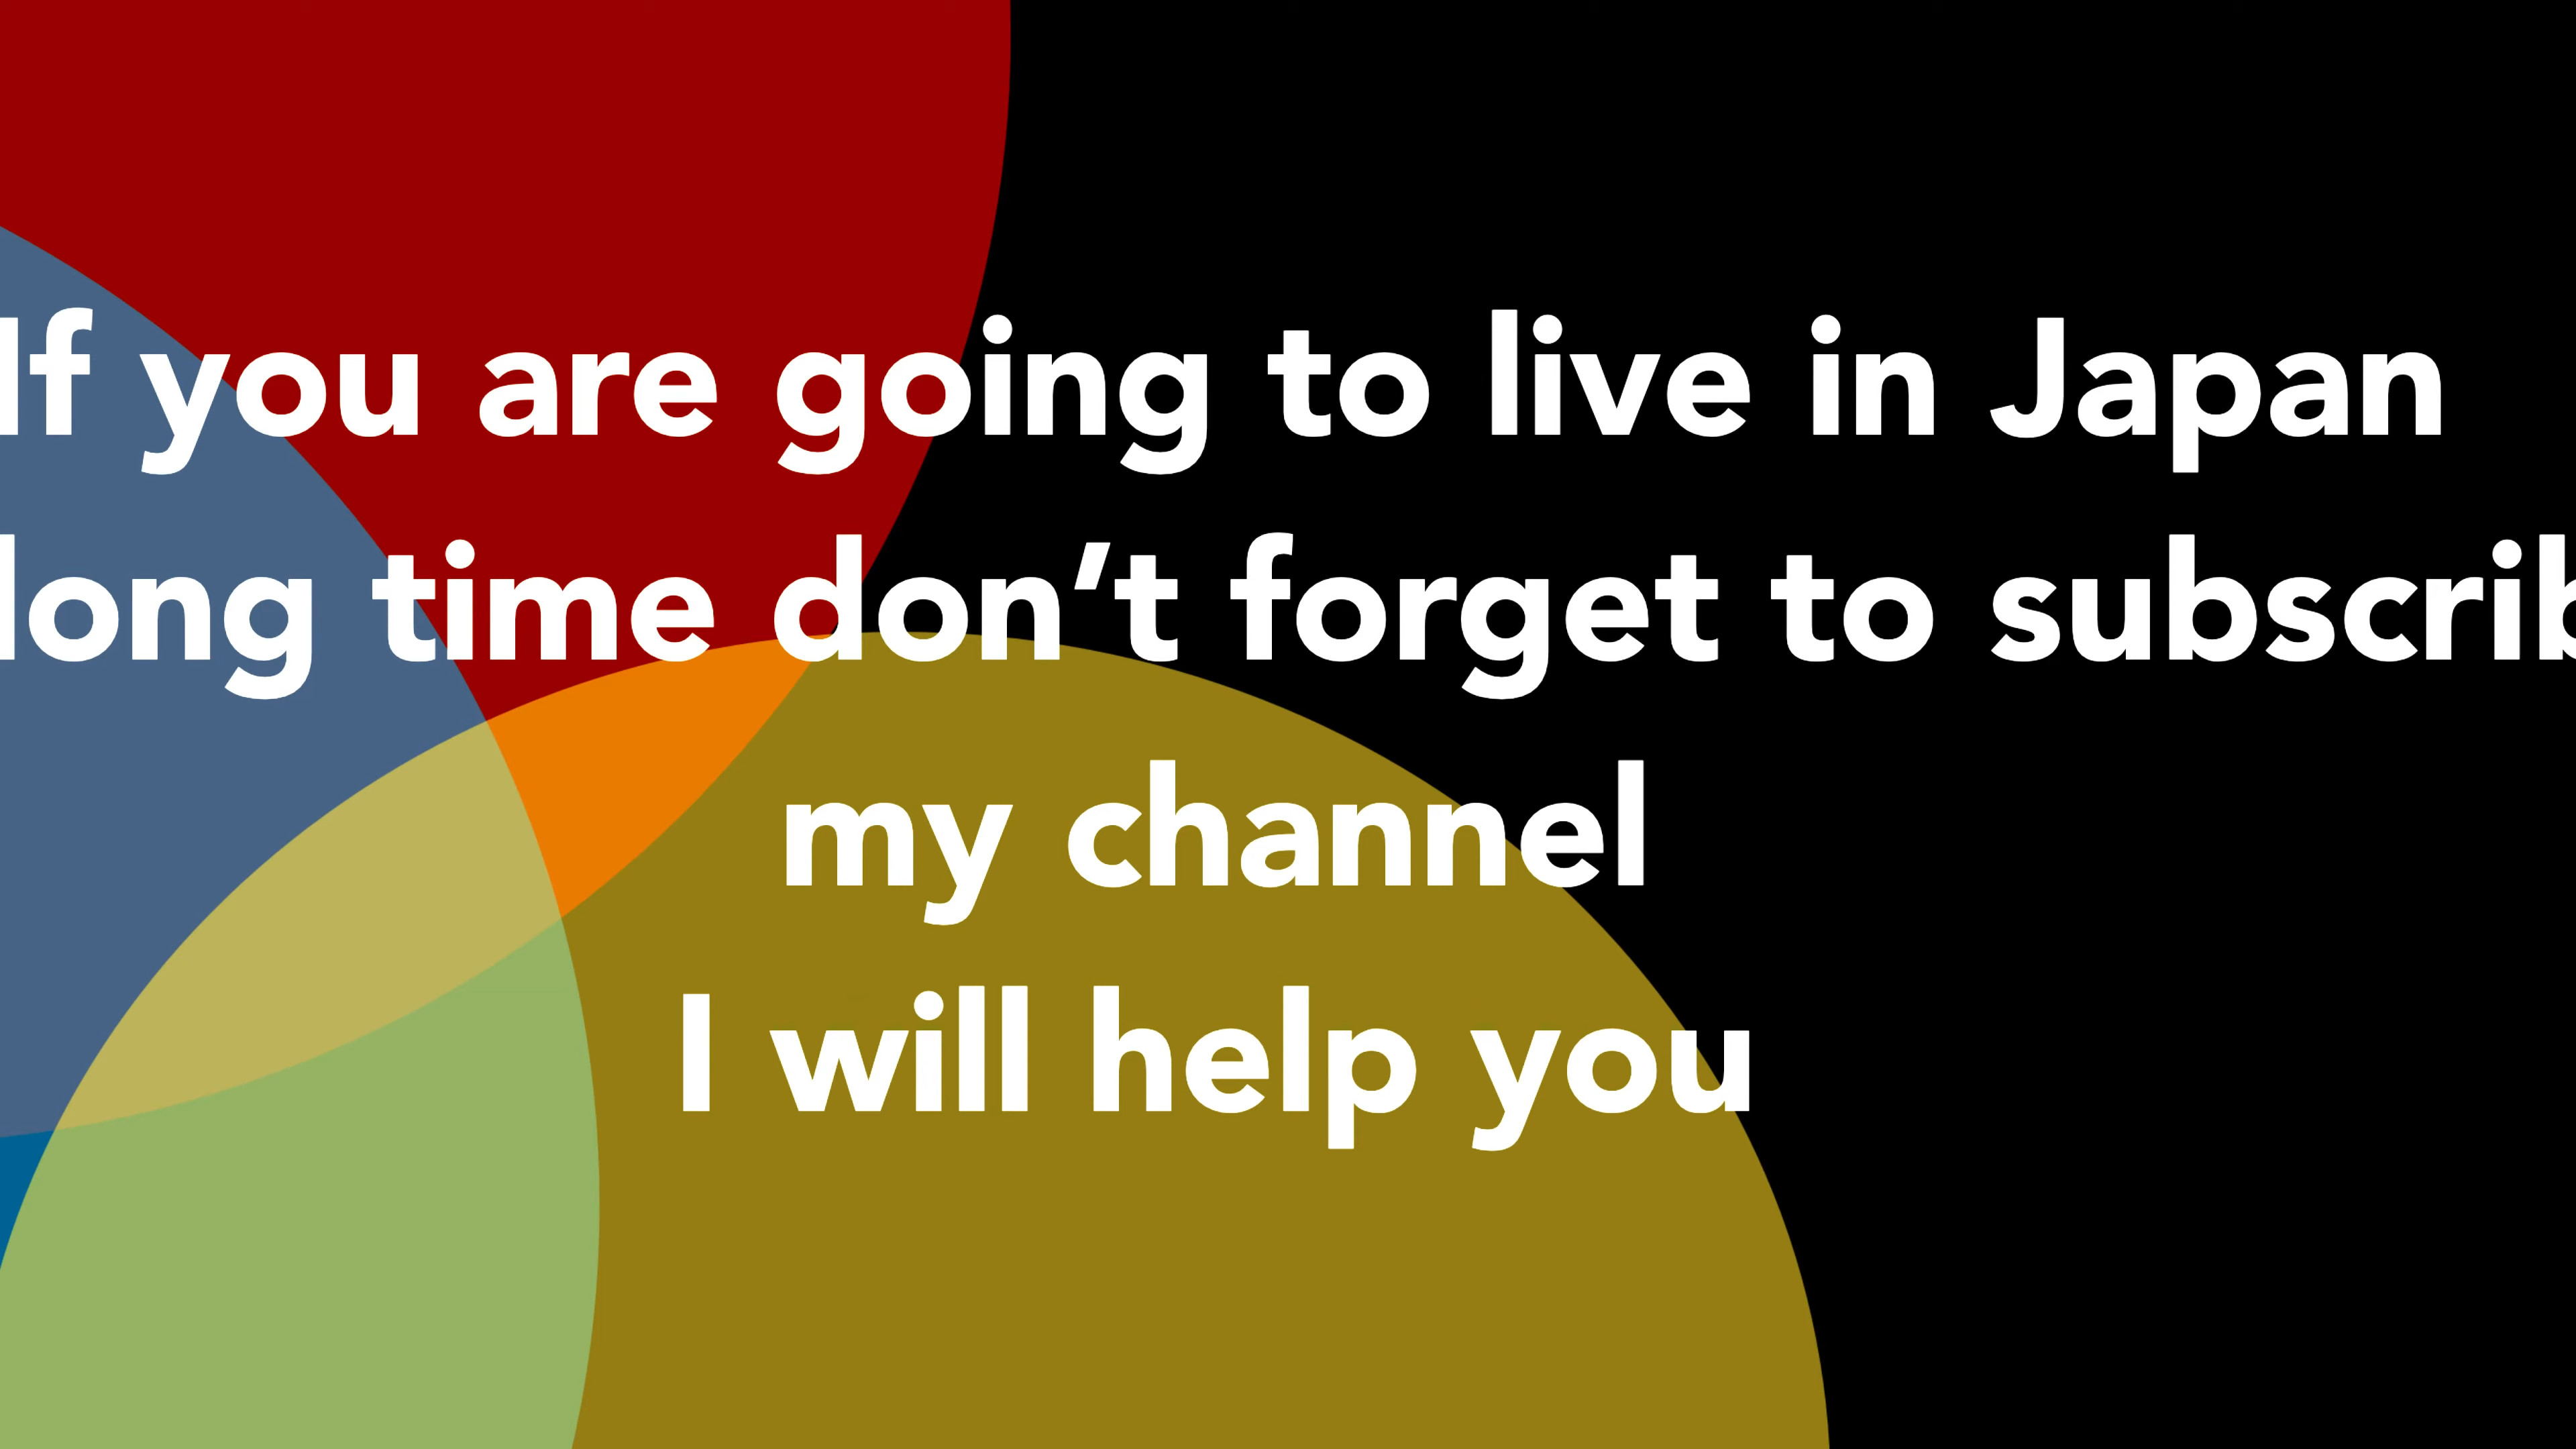 If you are going to live in Japan
long time don't forget to subscrib
my channel
I will help you